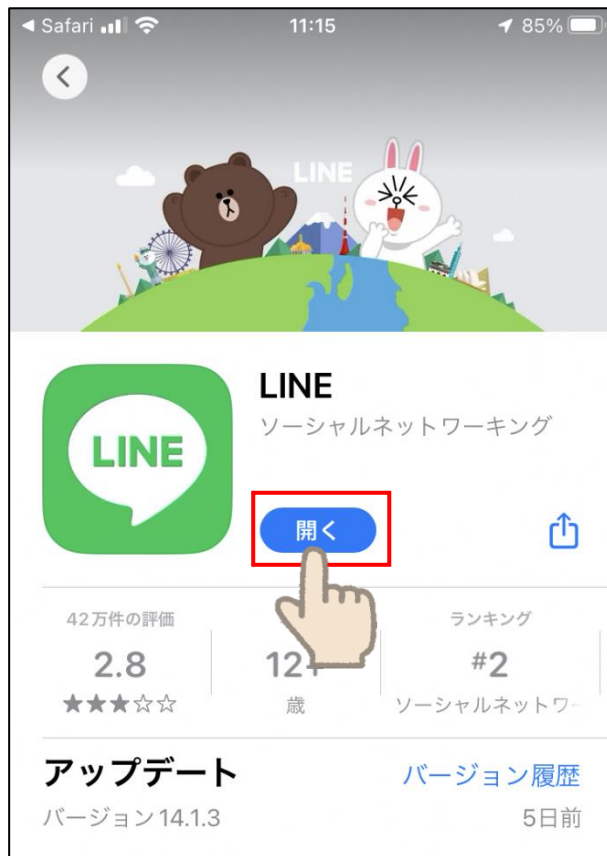 Safari 11:15 85%
LINE
LINE
ソーシャルネットワーキング
LINE
開く
42万件の評価
ランキング
2.8
12+
#2
★★★☆☆
歳
ソーシャルネットワー
アップデート
バージョン履歴
バージョン 14.1.3
5日前